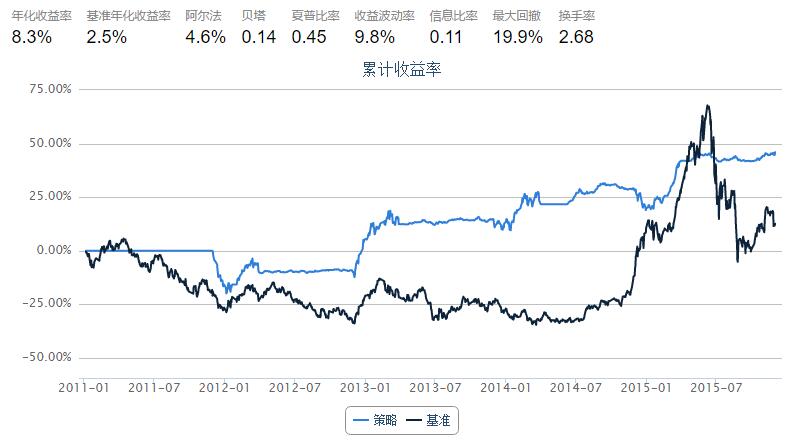 年化收益率 基准年化收益率 阿尔法 贝塔 夏普比率 收益波动率 信息比率 最大回撤 换手率
8.3% 2.5% 4.6% 0.14 0.45 9.8% 0.11 19.9% 2.68
累计收益率
75.00%
50.00%
25.00%
0.00%
-25.00%
-50.00%
2011-01 2011-07 2012-01 2012-07 2013-01 2013-07 2014-01 2014-07 2015-01 2015-07
策略 基准